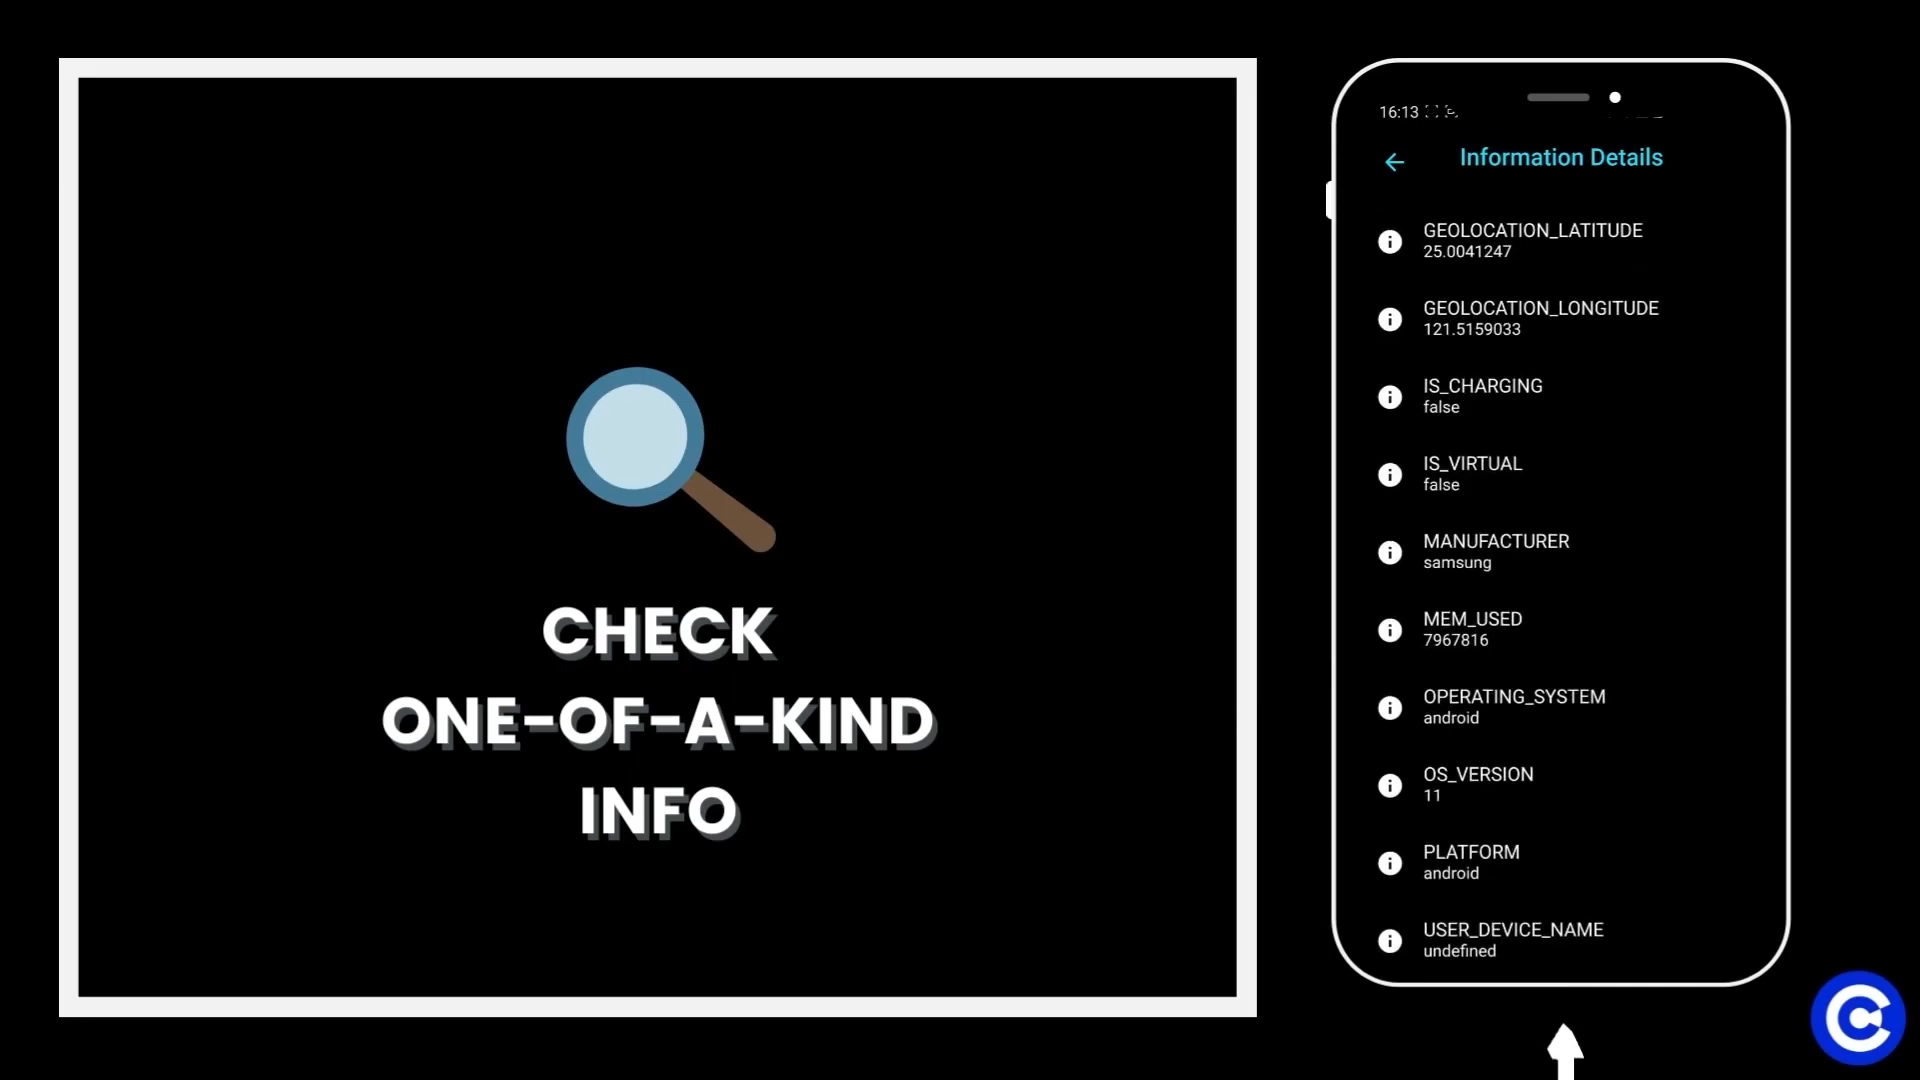 CHECK
ONE-OF-A-KIND
INFO
16:13
Information Details
GEOLOCATION_LATITUDE
25.0041247
GEOLOCATION_LONGITUDE
121.5159033
IS_CHARGING
false
IS_VIRTUAL
false
MANUFACTURER
samsung
MEM_USED
7967816
OPERATING_SYSTEM
android
OS_VERSION
11
PLATFORM
android
USER_DEVICE_NAME
undefined